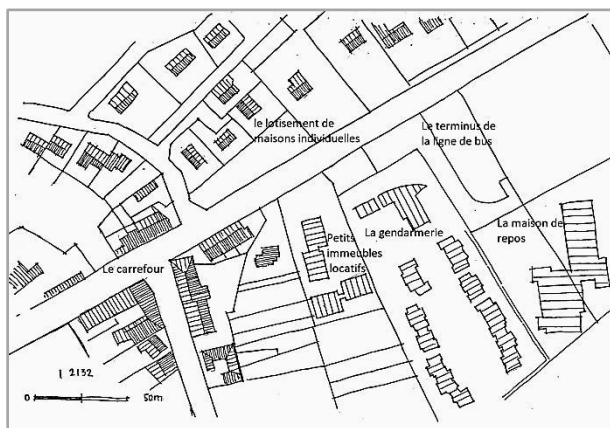 le lotisement de
maisons individuelles
Le terminus de
la ligne de bus
La maison de
repos
La gendarmerie
Petits
immeubles
locatifs
Le carrefour
1 2132
0 50m